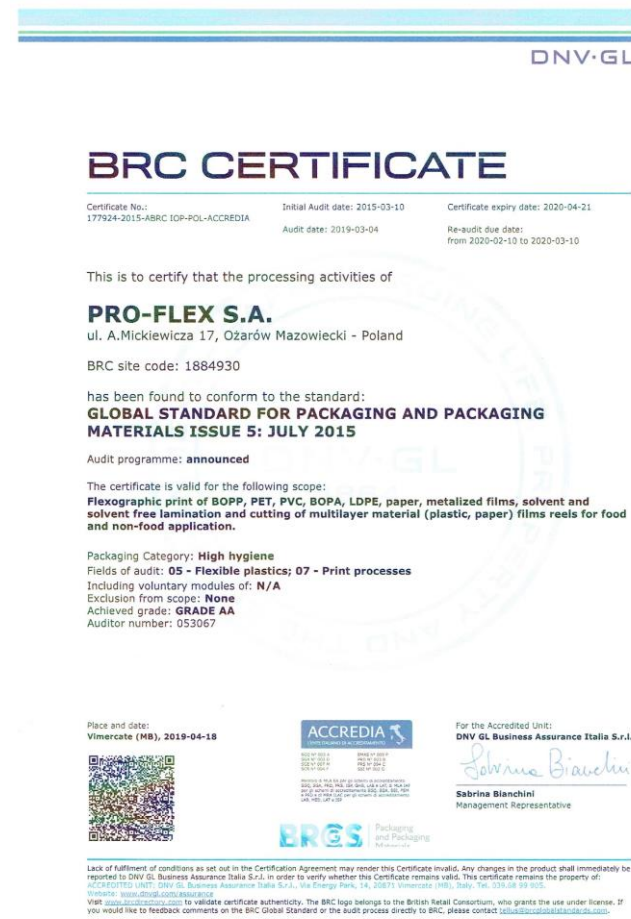 DNV·GL
BRC CERTIFICATE
Certificate No.:
177924-2015-ABRC IOP-POL-ACCREDIA
Initial Audit date: 2015-03-10
Audit date: 2019-03-04
Certificate expiry date: 2020-04-21
Re-audit due date:
from 2020-02-10 to 2020-03-10
This is to certify that the processing activities of
PRO-FLEX S.A.
ul. A.Mickiewicza 17, Ożarów Mazowiecki - Poland
BRC site code: 1884930
has been found to conform to the standard:
GLOBAL STANDARD FOR PACKAGING AND PACKAGING
MATERIALS ISSUE 5: JULY 2015
Audit programme: announced
The certificate is valid for the following scope:
Flexographic print of BOPP, PET, PVC, BOPA, LDPE, paper, metalized films, solvent and
solvent free lamination and cutting of multilayer material (plastic, paper) films reels for food
and non-food application.
Packaging Category: High hygiene
Fields of audit: 05 - Flexible plastics; 07 - Print processes
Including voluntary modules of: N/A
Exclusion from scope: None
Achieved grade: GRADE AA
Auditor number: 053067
Place and date:
Vimercate (MB), 2019-04-18
ACCREDIA
BRGS
Packaging
and Packaging
Materials
For the Accredited Unit:
DNV GL Business Assurance Italia S.r.l.
Sabrina Bianchini
Sabrina Bianchini
Management Representative
Lack of fulfilment of conditions as set out in the Certification Agreement may render this Certificate invalid. Any changes in the product shall immediately be
reported to DNV GL Business Assurance Italia S.r.l. in order to verify whether this Certificate remains valid. This certificate remains the property of:
ACCREDITED UNIT: DNV GL Business Assurance Italia S.r.l., Via Energy Park, 14, 20871 Vimercate (MB), Italy. Tel. 039.68 99 905.
Website: www.dnvgl.com/assurance
Visit www.brcdirectory.com to validate certificate authenticity. The BRC logo belongs to the British Retail Consortium, who grants the use under license. If
you would like to feedback comments on the BRC Global Standard or the audit process directly to BRC, please contact tellus@brcglobalstandards.com.